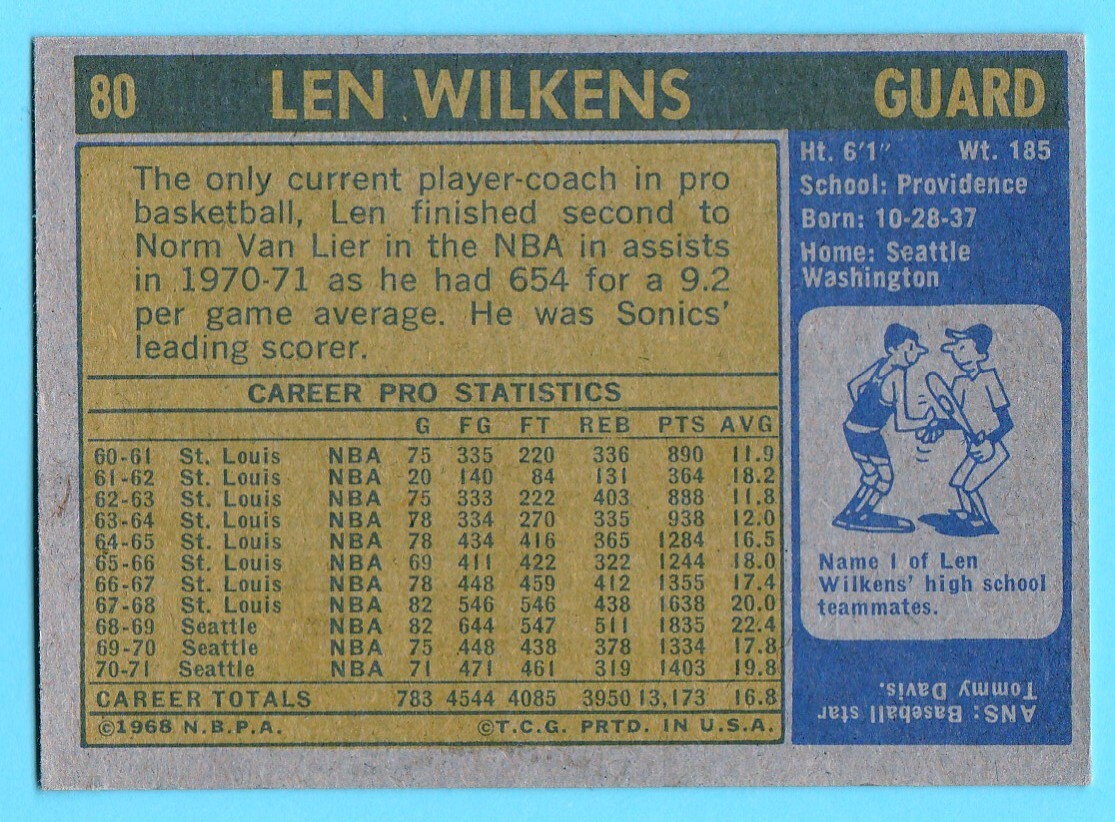 80 LEN WILKENS GUARD
The only current player-coach in pro
basketball, Len finished second to
Norm Van Lier in the NBA in assists
in 1970-71 as he had 654 for a 9.2
per game average. He was Sonics'
leading scorer.
CAREER PRO STATISTICS
G FG FT REB PTS AVG
60-61 St. Louis NBA 75 335 220 336 890 11.9
61-62 St. Louis NBA 20 140 84 131 364 18.2
62-63 St. Louis NBA 75 333 222 403 888 11.8
63-64 St. Louis NBA 78 334 270 335 938 12.0
64-65 St. Louis NBA 78 434 416 365 1284 16.5
65-66 St. Louis NBA 69 411 422 322 1244 18.0
66-67 St. Louis NBA 78 448 459 412 1355 17.4
67-68 St. Louis NBA 82 546 546 438 1638 20.0
68-69 Seattle NBA 82 644 547 511 1835 22.4
69-70 Seattle NBA 75 448 438 378 1334 17.8
70-71 Seattle NBA 71 471 461 319 1403 19.8
CAREER TOTALS 783 4544 4085 3950 13,173 16.8
©1968 N.B.P.A. ©T.C.G. PRTD. IN U.S.A.
Ht. 6'1" Wt. 185
School: Providence
Born: 10-28-37
Home: Seattle
Washington
Name 1 of Len
Wilkens' high school
teammates.
ANS: Baseball star
Tommy Davis.